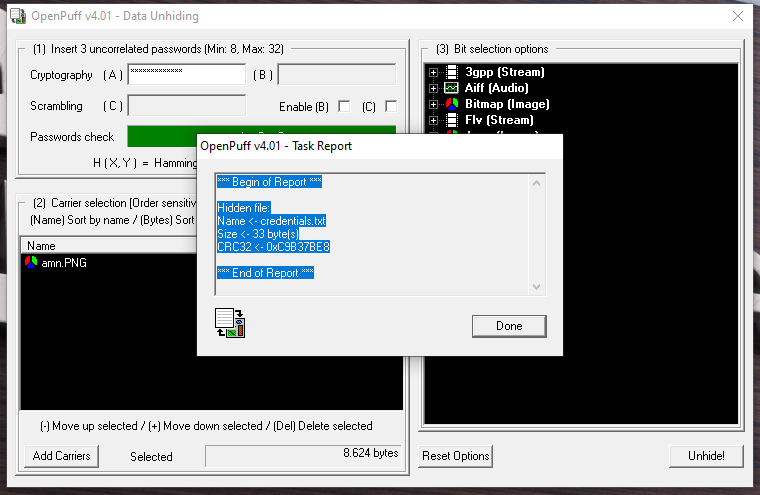 OpenPuff v4.01 - Data Unhiding
(1) Insert 3 uncorrelated passwords (Min: 8, Max: 32)
Cryptography (A) ************* (B)
Scrambling (C) Enable (B) (C)
Passwords check
H ( X, Y ) = Hamming
(2) Carrier selection [Order sensitiv
(Name) Sort by name / (Bytes) Sort
Name
amn.PNG
(-) Move up selected / (+) Move down selected / (Del) Delete selected
Add Carriers Selected 8.624 bytes
(3) Bit selection options
3gpp (Stream)
Aiff (Audio)
Bitmap (Image)
Flv (Stream)
Reset Options Unhide!
OpenPuff v4.01 - Task Report
*** Begin of Report ***
Hidden file:
Name <- credentials.txt
Size <- 33 byte(s)
CRC32 <- 0xC9B37BE8
*** End of Report ***
Done